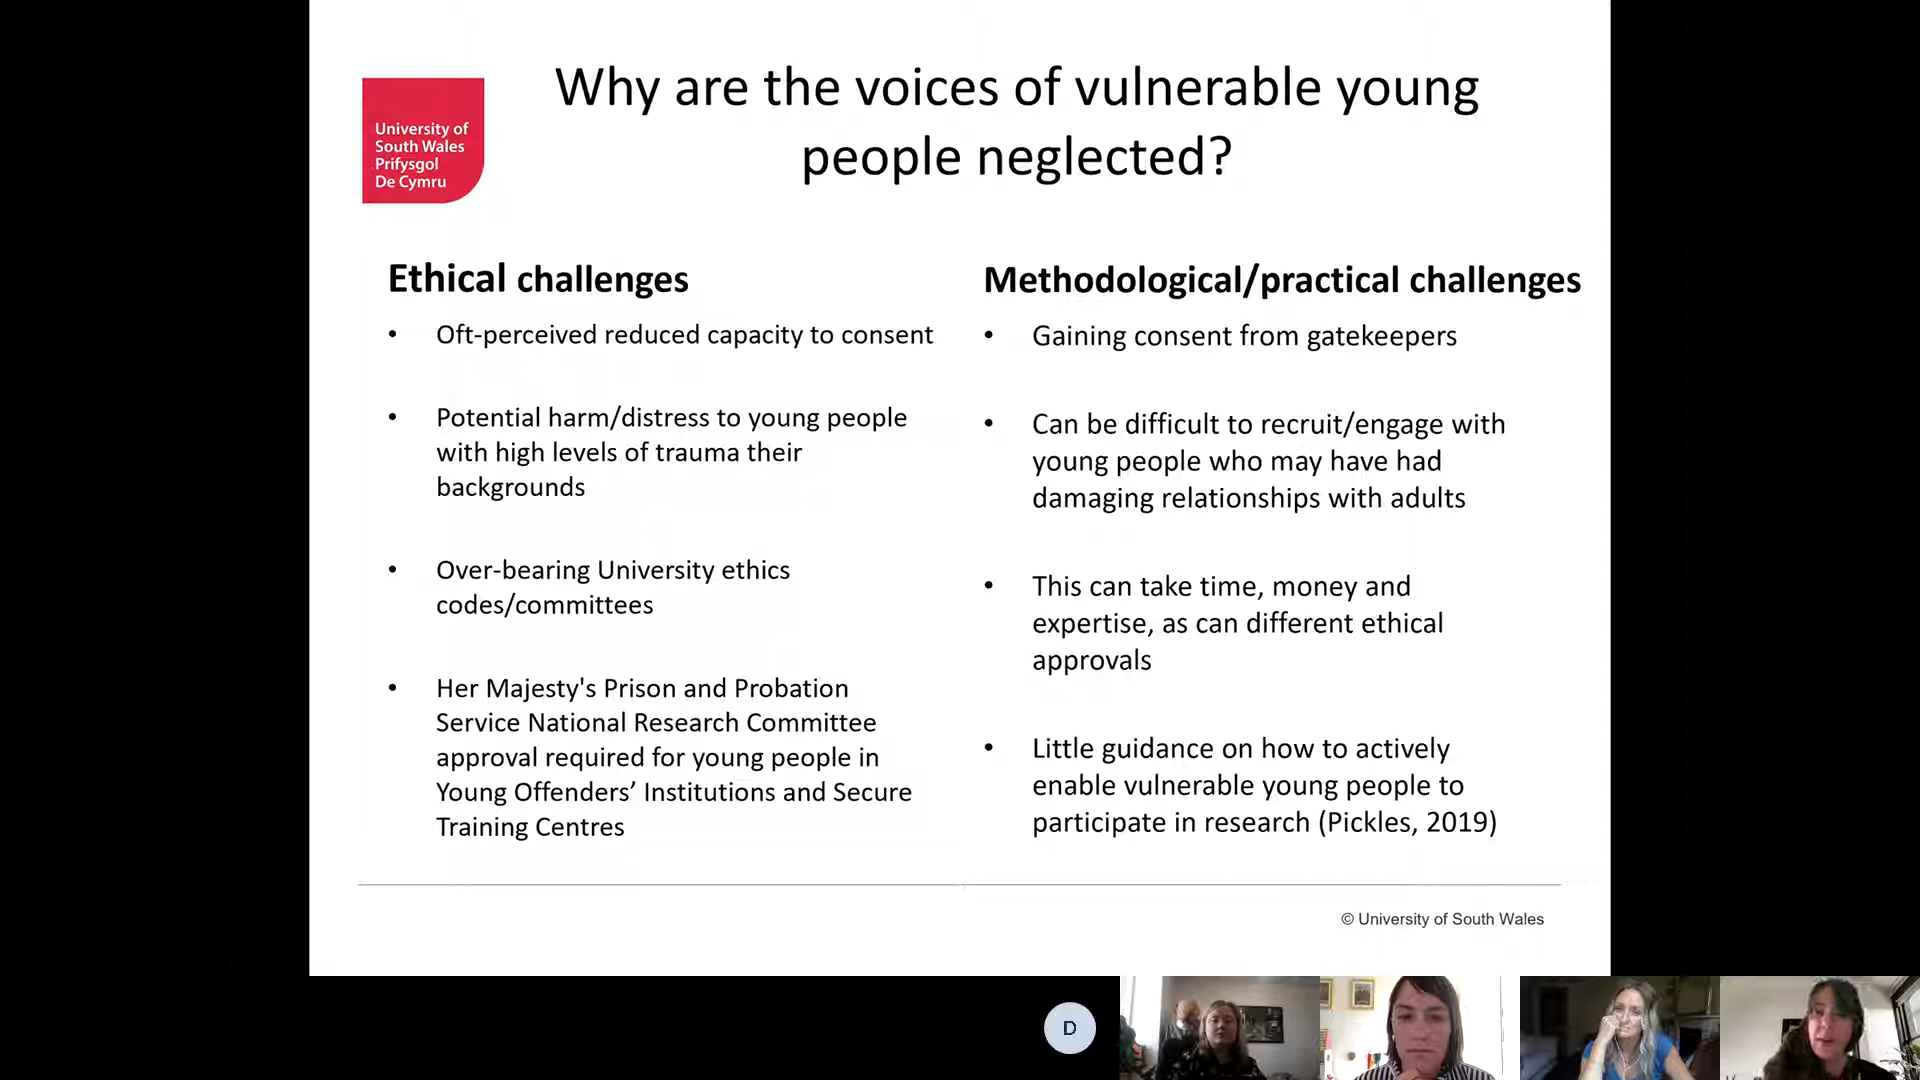 Why are the voices of vulnerable young
people neglected?
University of
South Wales
Prifysgol
De Cymru
Ethical challenges
• Oft-perceived reduced capacity to consent
• Potential harm/distress to young people
with high levels of trauma their
backgrounds
• Over-bearing University ethics
codes/committees
• Her Majesty's Prison and Probation
Service National Research Committee
approval required for young people in
Young Offenders’ Institutions and Secure
Training Centres
Methodological/practical challenges
• Gaining consent from gatekeepers
• Can be difficult to recruit/engage with
young people who may have had
damaging relationships with adults
• This can take time, money and
expertise, as can different ethical
approvals
• Little guidance on how to actively
enable vulnerable young people to
participate in research (Pickles, 2019)
© University of South Wales
D